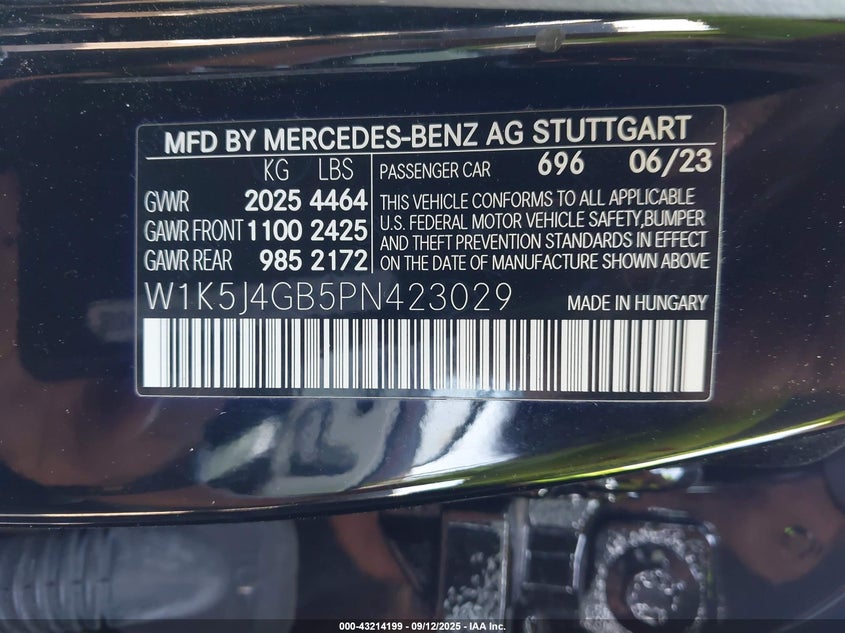 MFD BY MERCEDES-BENZ AG STUTTGART
KG LBS PASSENGER CAR 696 06/23
GVWR 2025 4464
GAWR FRONT 1100 2425
GAWR REAR 985 2172
THIS VEHICLE CONFORMS TO ALL APPLICABLE
U.S. FEDERAL MOTOR VEHICLE SAFETY,BUMPER
AND THEFT PREVENTION STANDARDS IN EFFECT
ON THE DATE OF MANUFACTURE SHOWN ABOVE
W1K5J4GB5PN423029 MADE IN HUNGARY
000-43214199 - 09/12/2025 - IAA Inc.